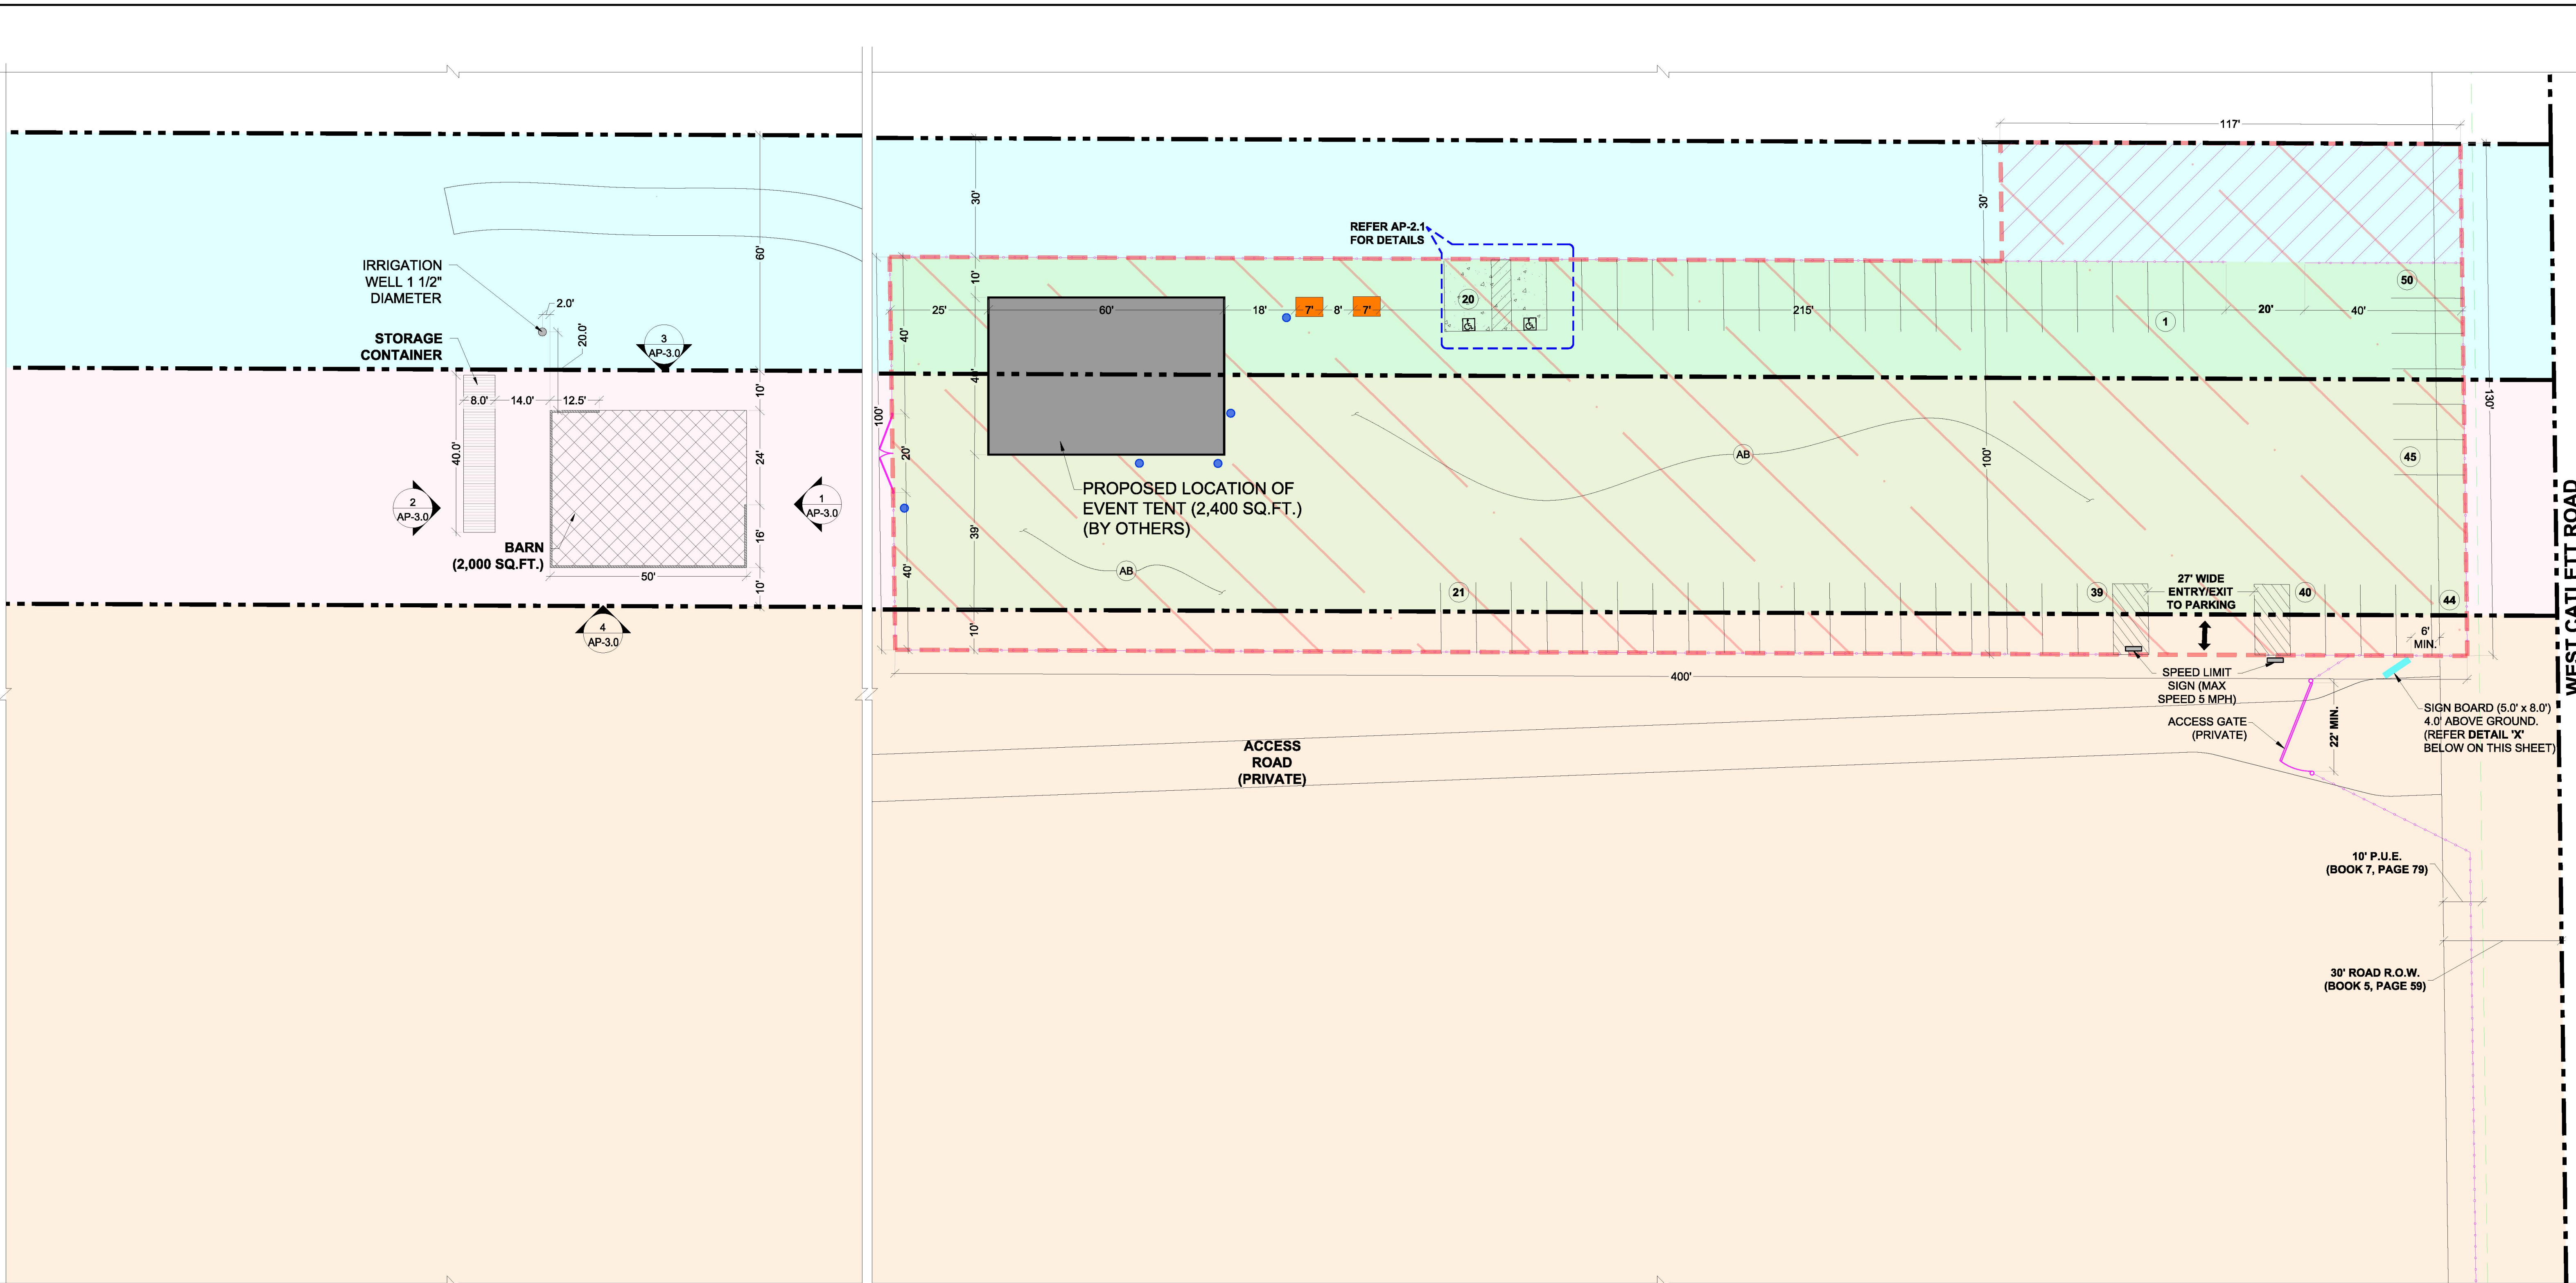 117'
30'
30'
60'
REFER AP-2.1
FOR DETAILS
IRRIGATION
WELL 1 1/2"
DIAMETER
2.0'
20.0'
STORAGE
CONTAINER
3
AP-3.0
8.0'
14.0'
12.5'
10'
40.0'
24'
16'
10'
2
AP-3.0
1
AP-3.0
BARN
(2,000 SQ.FT.)
50'
4
AP-3.0
10'
25'
60'
18'
7'
8'
7'
20
215'
1
20'
40'
50
40'
40'
100'
20'
130'
AB
100'
45
PROPOSED LOCATION OF
EVENT TENT (2,400 SQ.FT.)
(BY OTHERS)
39'
40'
AB
21
39
27' WIDE
ENTRY/EXIT
TO PARKING
40
44
10'
6'
MIN.
400'
SPEED LIMIT
SIGN (MAX
SPEED 5 MPH)
ACCESS GATE
(PRIVATE)
22' MIN.
SIGN BOARD (5.0' x 8.0')
4.0' ABOVE GROUND.
(REFER DETAIL 'X'
BELOW ON THIS SHEET)
WEST CATLETT ROAD
ACCESS
ROAD
(PRIVATE)
10' P.U.E.
(BOOK 7, PAGE 79)
30' ROAD R.O.W.
(BOOK 5, PAGE 59)